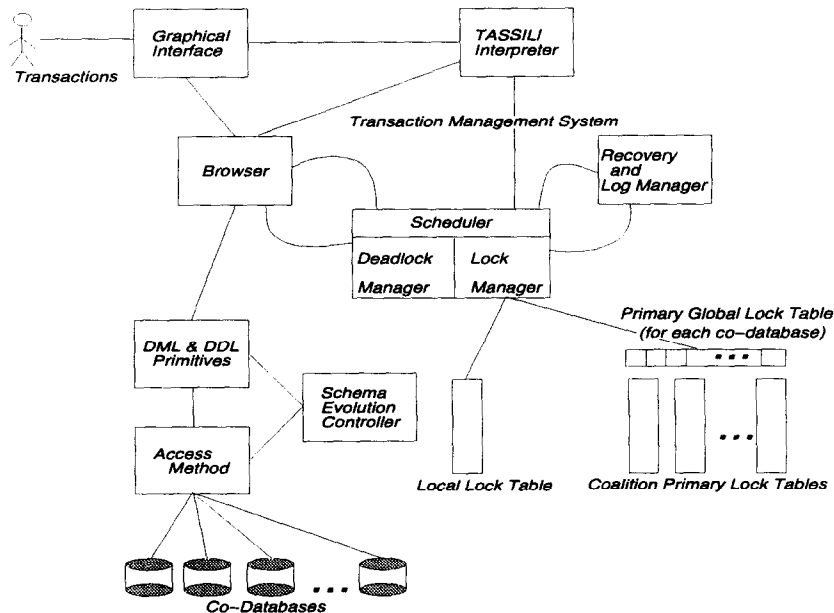 Graphical
Interface
TASSILI
Interpreter
Transactions
Transaction Management System
Browser
Recovery
and
Log Manager
Scheduler
Deadlock
Manager
Lock
Manager
Primary Global Lock Table
(for each co-database)
DML & DDL
Primitives
Schema
Evolution
Controller
Access
Method
Local Lock Table
Coalition Primary Lock Tables
Co-Databases